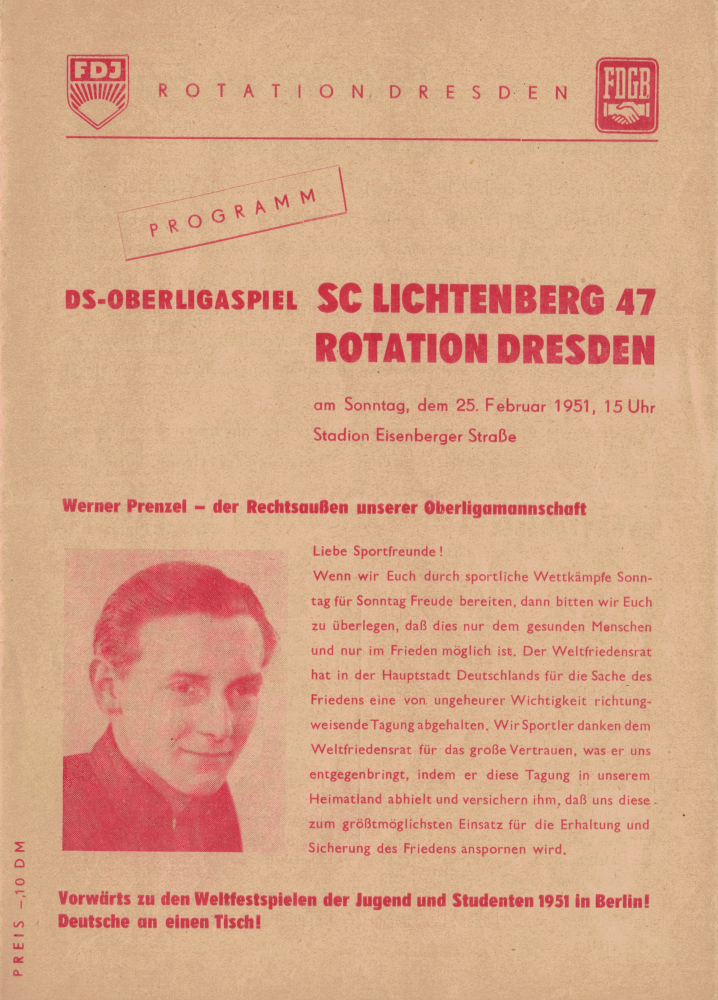 FDJ
ROTATION DRESDEN
FDGB
PROGRAMM
DS-OBERLIGASPIEL SC LICHTENBERG 47
ROTATION DRESDEN
am Sonntag, dem 25. Februar 1951, 15 Uhr
Stadion Eisenberger Straße
Werner Prenzel – der Rechtsaußen unserer Oberligamannschaft
Liebe Sportfreunde!
Wenn wir Euch durch sportliche Wettkämpfe Sonn-
tag für Sonntag Freude bereiten, dann bitten wir Euch
zu überlegen, daß dies nur dem gesunden Menschen
und nur im Frieden möglich ist. Der Weltfriedensrat
hat in der Hauptstadt Deutschlands für die Sache des
Friedens eine von ungeheurer Wichtigkeit richtung-
weisende Tagung abgehalten. Wir Sportler danken dem
Weltfriedensrat für das große Vertrauen, was er uns
entgegenbringt, indem er diese Tagung in unserem
Heimatland abhielt und versichern ihm, daß uns diese
zum größtmöglichsten Einsatz für die Erhaltung und
Sicherung des Friedens anspornen wird.
Vorwärts zu den Weltfestspielen der Jugend und Studenten 1951 in Berlin!
Deutsche an einen Tisch!
PREIS –,10 DM